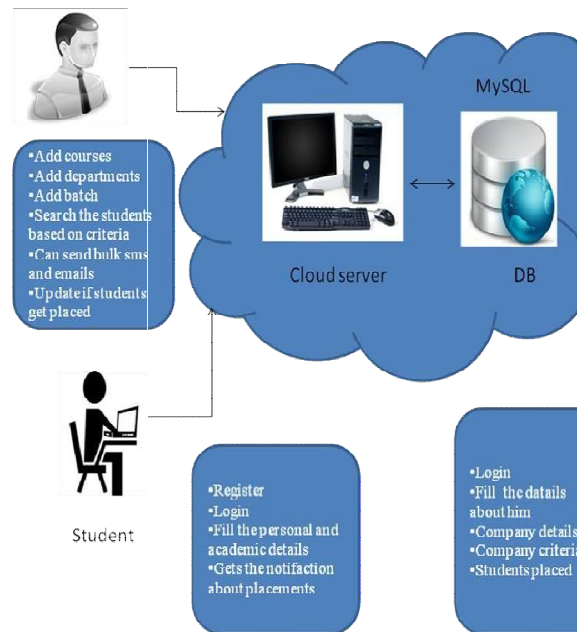 MySQL
•Add courses
•Add departments
•Add batch
•Search the students
based on criteria
•Can send bulk sms
and emails
•Update if students
get placed
Cloud server
DB
Student
•Register
•Login
•Fill the personal and
academic details
•Gets the notifaction
about placements
•Login
•Fill the datails
about him
•Company details
•Company criteria
•Students placed